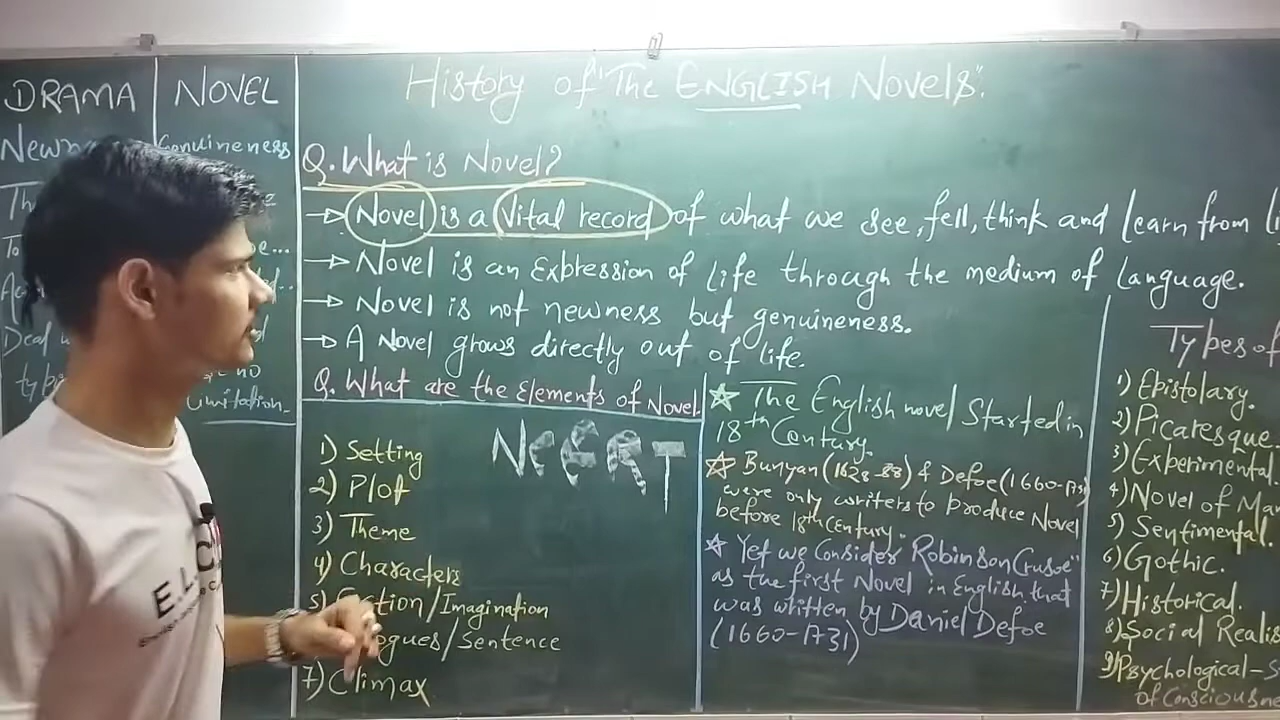 DRAMA
NOVEL
Genuineness
Limitation
History of "The ENGLISH Novels".
Q. What is Novel?
→ Novel is a Vital record of what we see, fell, think and learn from
→ Novel is an Expression of Life through the medium of language.
→ Novel is not newness but genuineness.
→ A Novel grows directly out of life.
Q. What are the Elements of Novel.
1) Setting
2) Plot
3) Theme
4) Characters
5) /Imagination
/Sentence
7) Climax
NCERT
The English novel Started in
18th Century.
Bunyan (1628-88) & Defoe (1660-1731
were only writers to produce Novel
before 18th Century.
Yet we Consider Robinson Crusoe"
as the first Novel in English that
was written by Daniel Defoe
(1660-1731)
Types of
1) Epistolary.
2) Picaresque
3) Experimental.
4) Novel of
5) Sentimental.
6) Gothic.
7) Historical.
8) Social
9) Psychological-
of